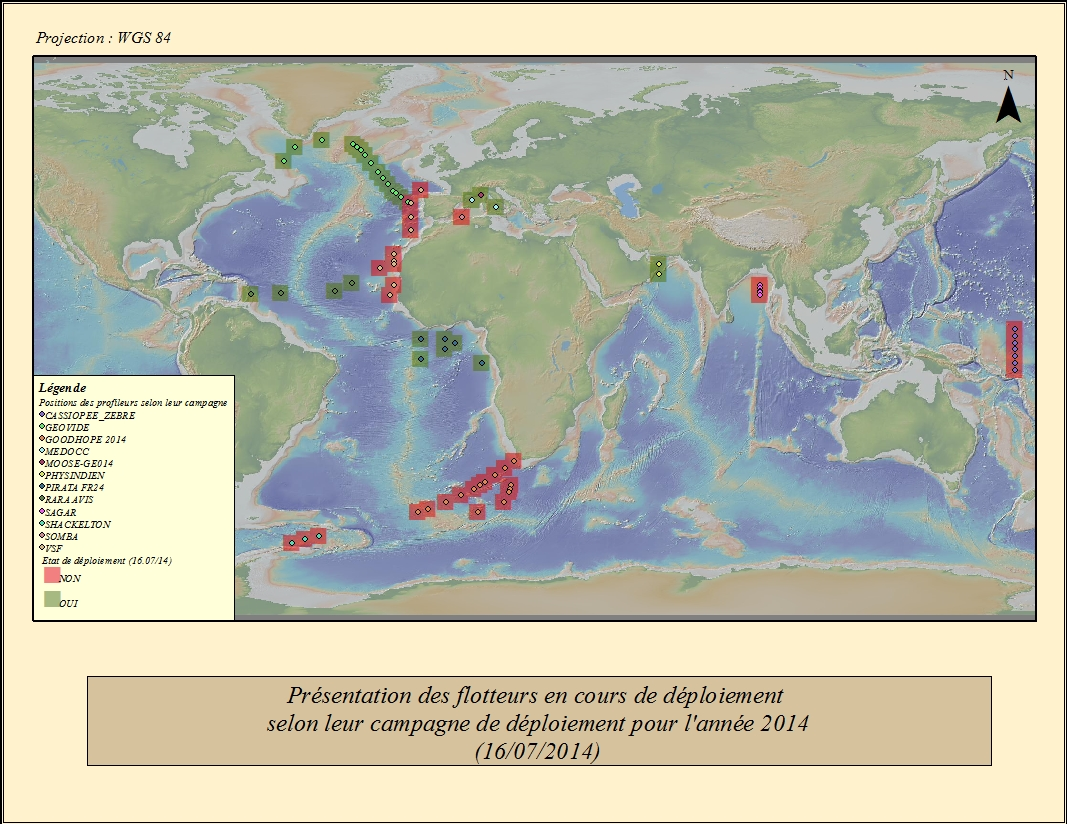 Projection : WGS 84
N
Légende
Positions des profileurs selon leur campagne
CASSIOPEE_ZEBRE
GEOVIDE
GOODHOPE 2014
MEDOCC
MOOSE-GE014
PHYSINDIEN
PIRATA FR24
RARA AVIS
SAGAR
SHACKELTON
SOMBA
VSF
Etat de déploiement (16.07/14)
NON
OUI
Présentation des flotteurs en cours de déploiement
selon leur campagne de déploiement pour l'année 2014
(16/07/2014)